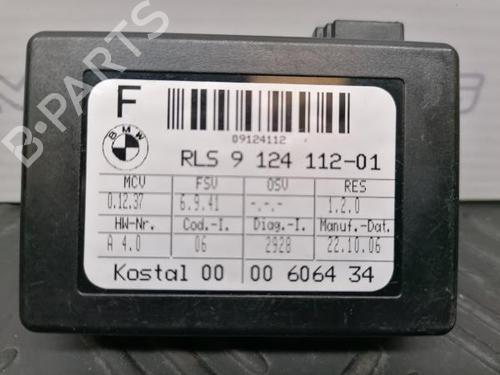 F
BMW
09124112
RLS 9 124 112-01
MCV FSV OSV RES
0.12.37 6.9.41 -.-.- 1.2.0
HW-Nr. Cod.-I. Diag.-I. Manuf.-Dat.
A 4.0 06 2928 22.10.06
Kostal 00 00 6064 34
B-PARTS